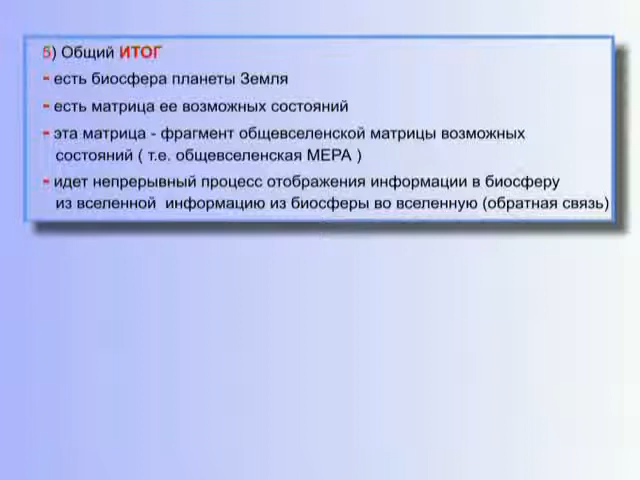 5) Общий ИТОГ
- есть биосфера планеты Земля
- есть матрица ее возможных состояний
- эта матрица - фрагмент общевселенской матрицы возможных
состояний ( т.е. общевселенская МЕРА )
- идет непрерывный процесс отображения информации в биосферу
из вселенной информацию из биосферы во вселенную (обратная связь)